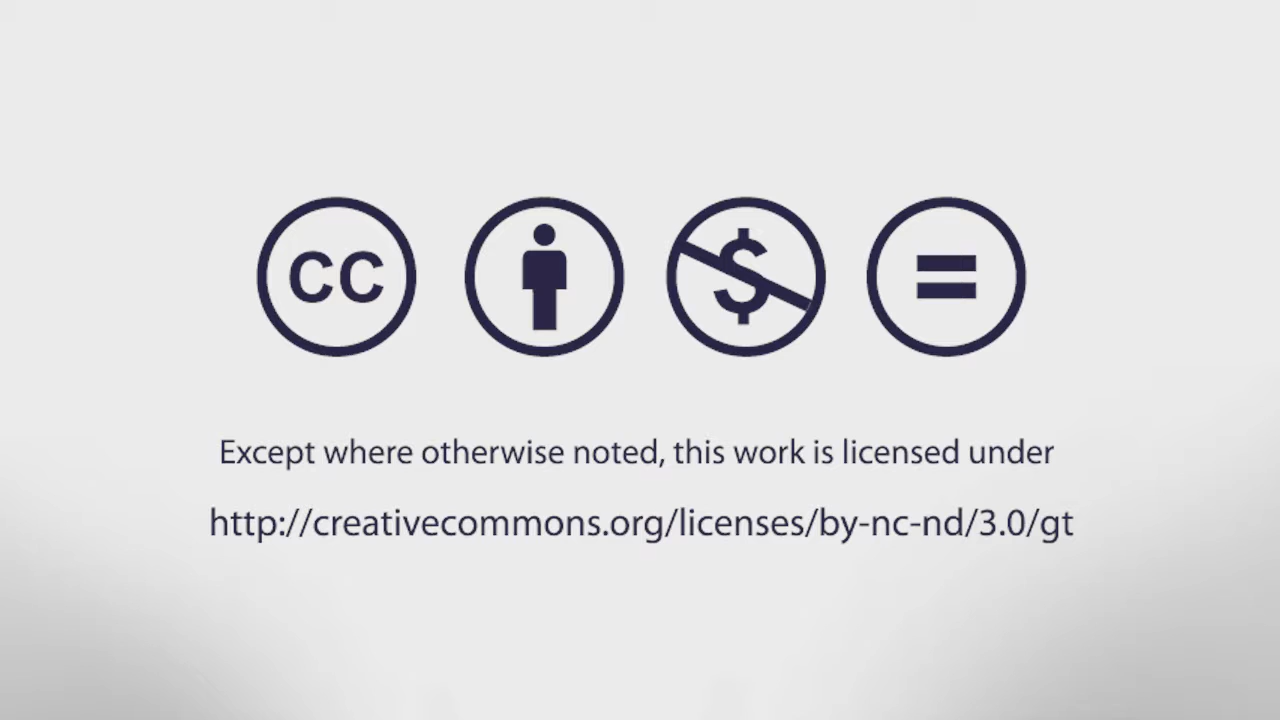 CC $ =
Except where otherwise noted, this work is licensed under
http://creativecommons.org/licenses/by-nc-nd/3.0/gt